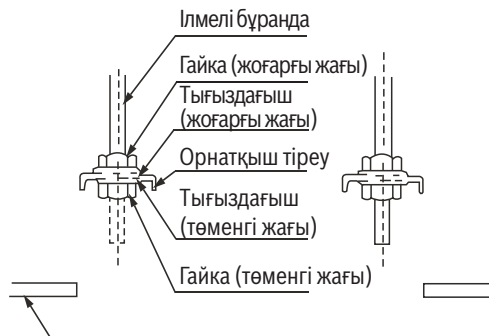 Ілмелі бұранда
Гайка (жоғарғы жағы)
Тығыздағыш
(жоғарғы жағы)
Орнатқыш тіреу
Тығыздағыш
(төменгі жағы)
Гайка (төменгі жағы)